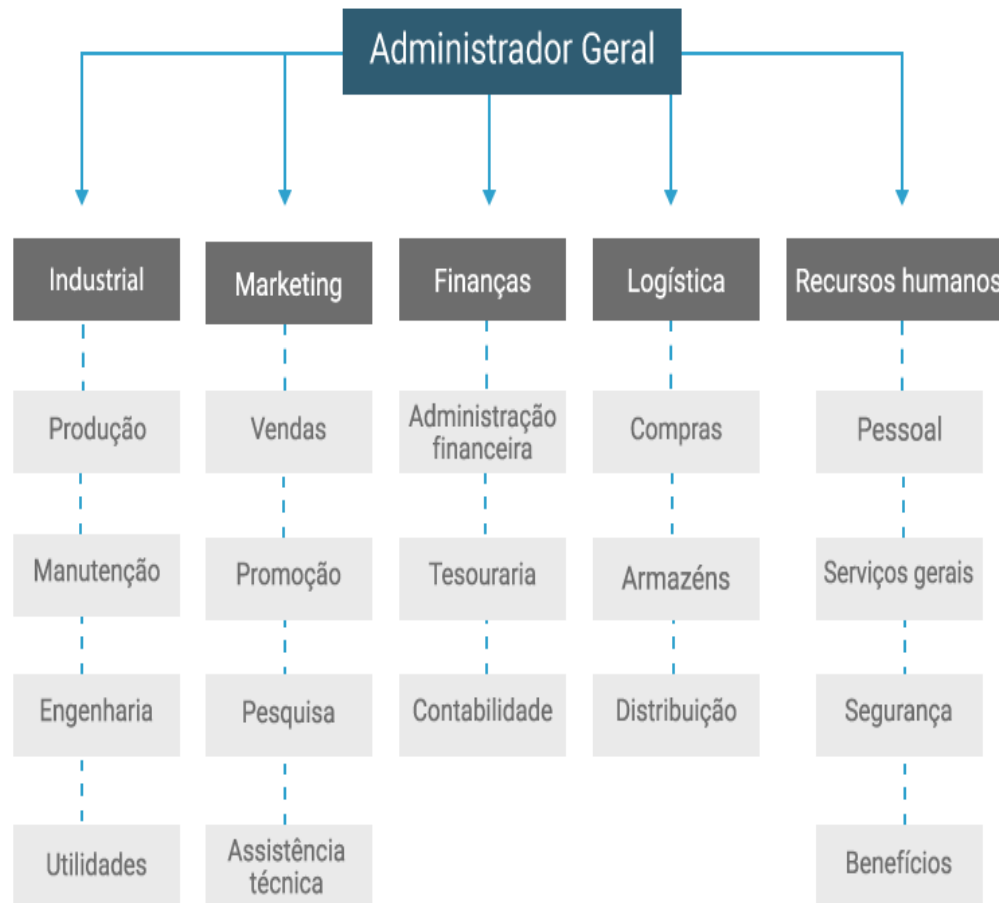 Administrador Geral
Industrial
Marketing
Finanças
Logística
Recursos humanos
Produção
Vendas
Administração
financeira
Compras
Pessoal
Manutenção
Promoção
Tesouraria
Armazéns
Serviços gerais
Engenharia
Pesquisa
Contabilidade
Distribuição
Segurança
Utilidades
Assistência
técnica
Benefícios